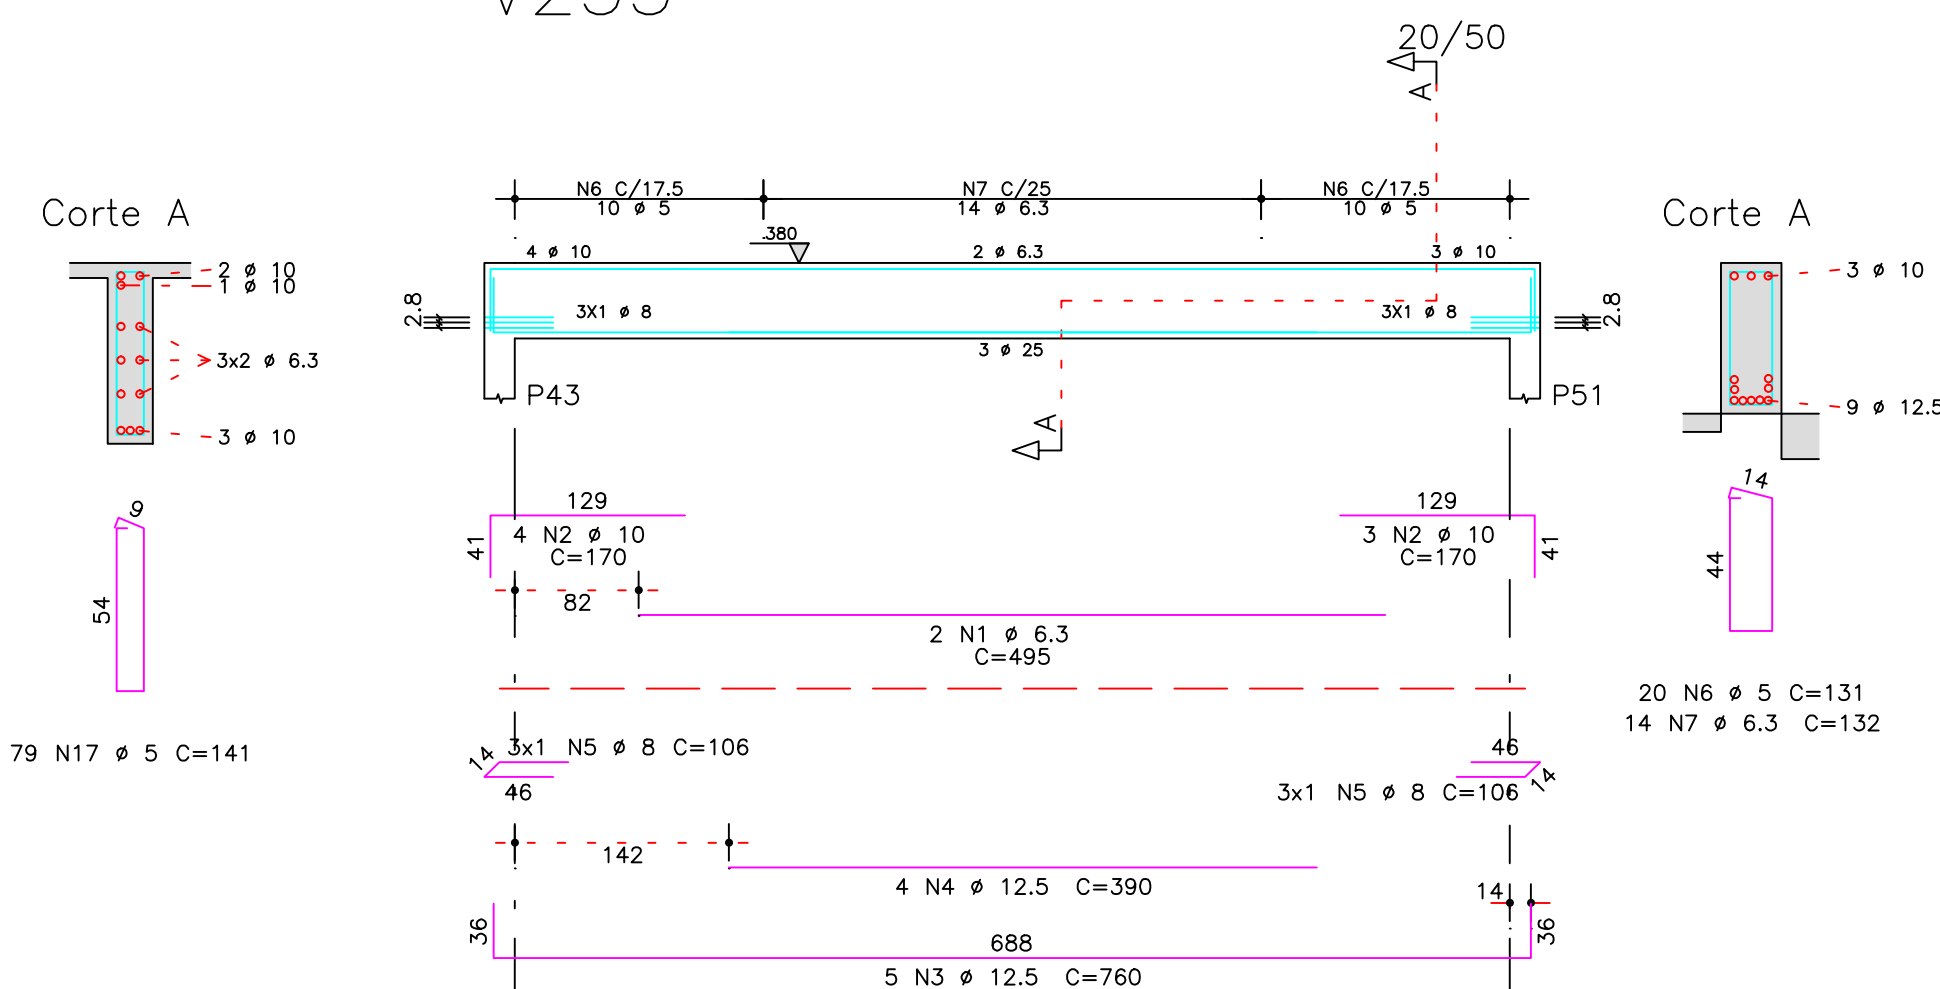 20/50
A
N6 C/17.5
10 ø 5
N7 C/25
14 ø 6.3
N6 C/17.5
10 ø 5
Corte A
Corte A
.380
4 ø 10
2 ø 6.3
3 ø 10
2 ø 10
1 ø 10
3x2 ø 6.3
3 ø 10
2.8
3X1 ø 8
3X1 ø 8
2.8
3 ø 25
P43
P51
A
3 ø 10
9 ø 12.5
9
54
79 N17 ø 5 C=141
129
41
4 N2 ø 10
C=170
129
3 N2 ø 10
C=170
41
82
2 N1 ø 6.3
C=495
14
44
20 N6 ø 5 C=131
14 N7 ø 6.3 C=132
3x1 N5 ø 8 C=106
14
46
46
14
3x1 N5 ø 8 C=106
142
4 N4 ø 12.5 C=390
14
36
688
36
5 N3 ø 12.5 C=760